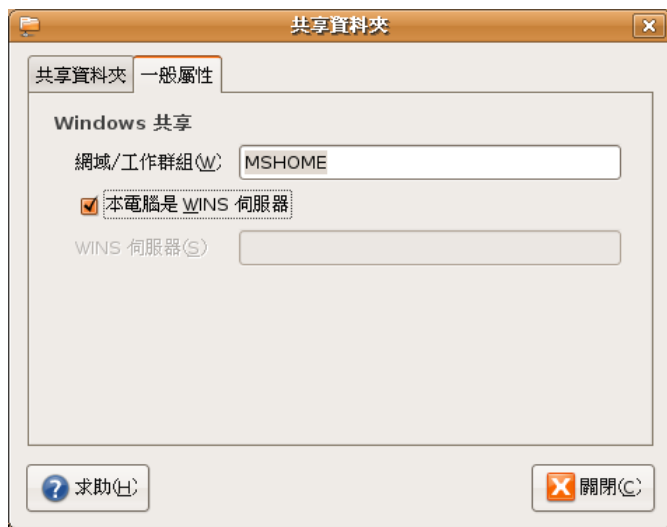 共享資料夾
共享資料夾 一般屬性
Windows 共享
網域/工作群組(W) MSHOME
本電腦是 WINS 伺服器
WINS 伺服器(S)
求助(H) 關閉(C)